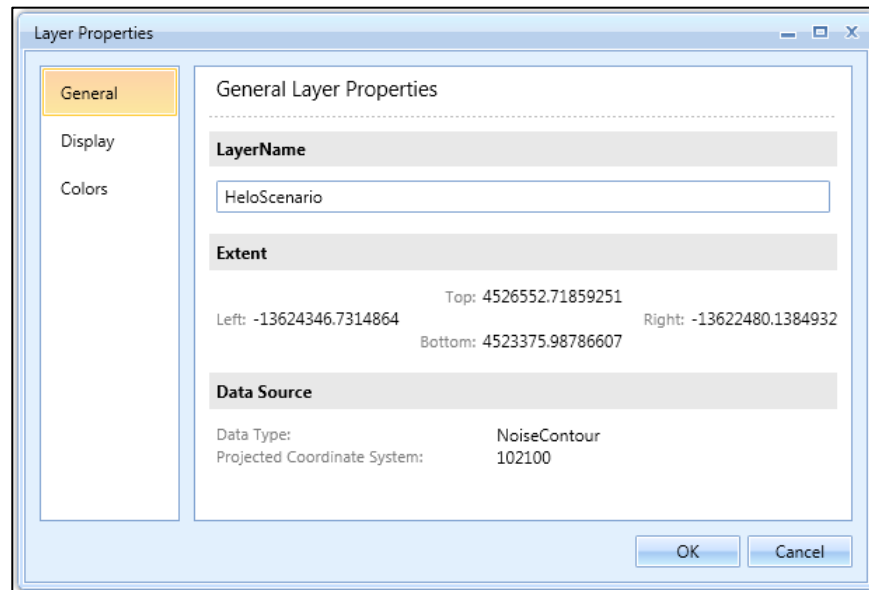 Layer Properties
General
Display
Colors
General Layer Properties
LayerName
HeloScenario
Extent
Top: 4526552.71859251
Left: -13624346.7314864
Right: -13622480.1384932
Bottom: 4523375.98786607
Data Source
Data Type: NoiseContour
Projected Coordinate System: 102100
OK Cancel